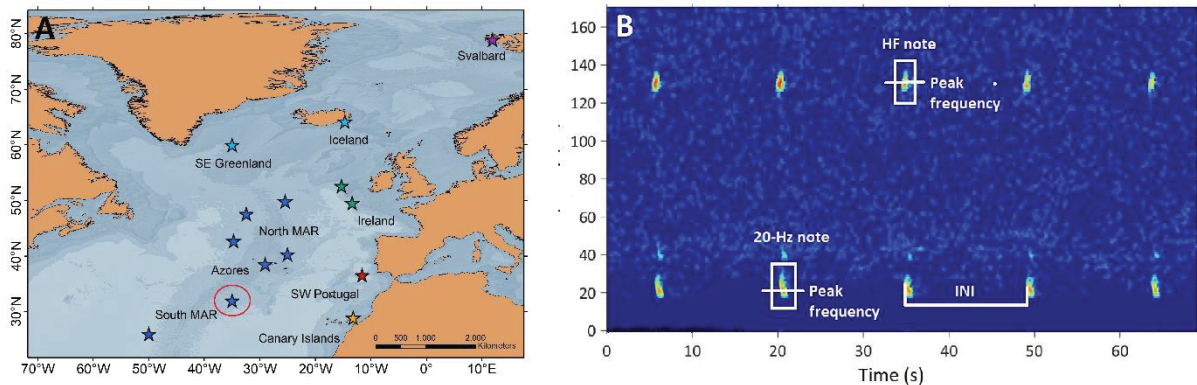 A
80°N
70°N
60°N
50°N
40°N
30°N
Svalbard
Iceland
SE Greenland
Ireland
North MAR
Azores
SW Portugal
South MAR
Canary Islands
0 500 1,000 2,000
Kilometers
70°W 60°W 50°W 40°W 30°W 20°W 10°W 0° 10°E
B
160
140
120
100
80
60
40
20
0
HF note
Peak
frequency
20-Hz note
Peak
frequency
INI
0 10 20 30 40 50 60
Time (s)